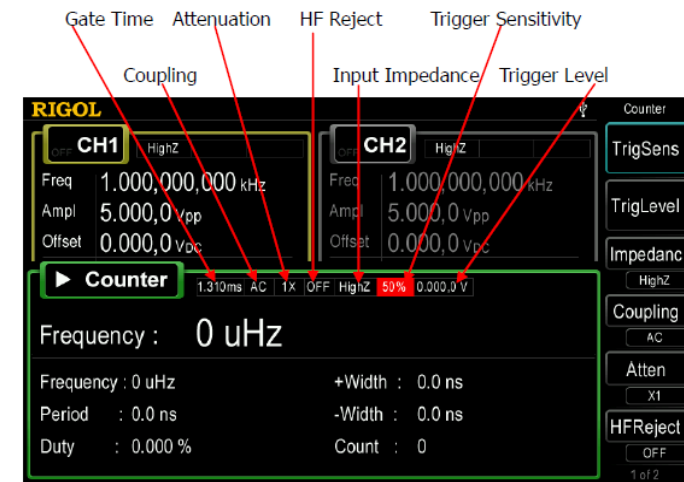 Gate Time Attenuation HF Reject Trigger Sensitivity
Coupling Input Impedance Trigger Level
RIGOL Counter
OFF CH1 HighZ
Freq 1.000,000,000 kHz
Ampl 5.000,0 Vpp
Offset 0.000,0 VDC
OFF CH2 HighZ
Freq 1.000,000,000 kHz
Ampl 5.000,0 Vpp
Offset 0.000,0 VDC
Counter 1.310ms AC 1X OFF HighZ 50% 0.000,0 V
Frequency : 0 uHz
Frequency : 0 uHz +Width : 0.0 ns
Period : 0.0 ns -Width : 0.0 ns
Duty : 0.000 % Count : 0
TrigSens
TrigLevel
Impedanc
HighZ
Coupling
AC
Atten
X1
HFReject
OFF
1 of 2